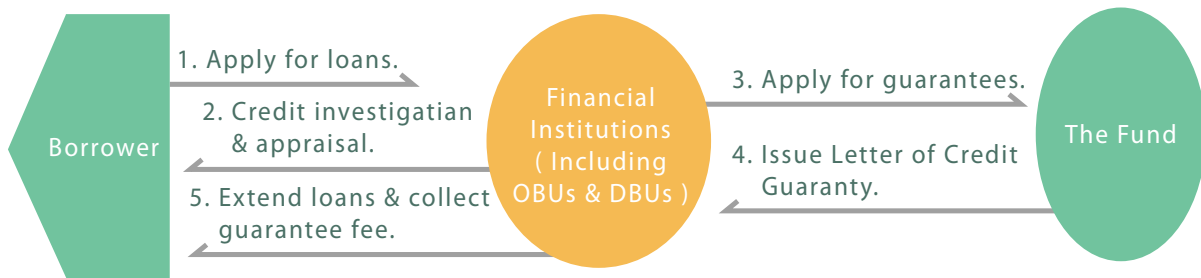 Borrower
1. Apply for loans.
2. Credit investigatian
& appraisal.
5. Extend loans & collect
guarantee fee.
Financial
Institutions
( Including
OBUs & DBUs )
3. Apply for guarantees.
4. Issue Letter of Credit
Guaranty.
The Fund